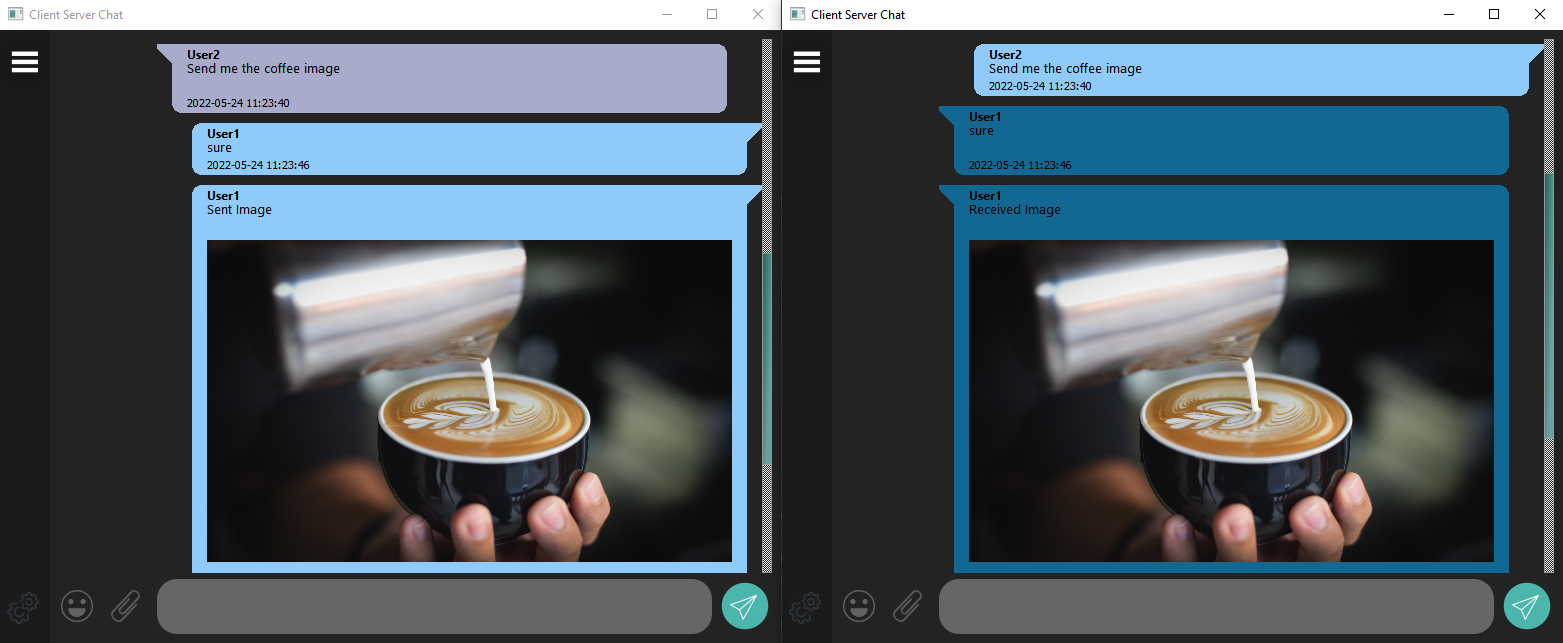 Client Server Chat
User2
Send me the coffee image
2022-05-24 11:23:40
User1
sure
2022-05-24 11:23:46
User1
Sent Image
Client Server Chat
User2
Send me the coffee image
2022-05-24 11:23:40
User1
sure
2022-05-24 11:23:46
User1
Received Image